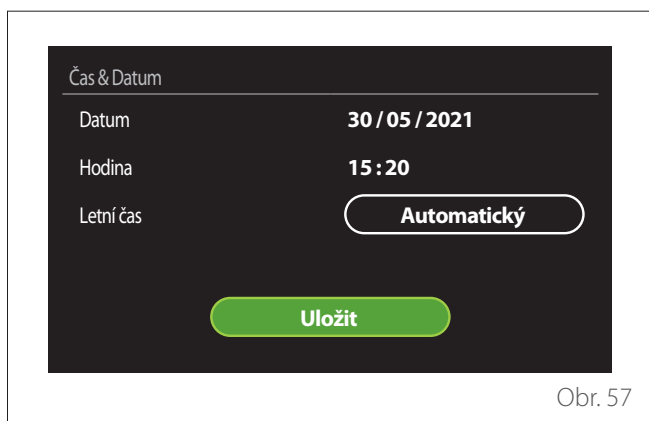 Čas & Datum
Datum 30 / 05 / 2021
Hodina 15 : 20
Letní čas Automatický
Uložit
Obr. 57